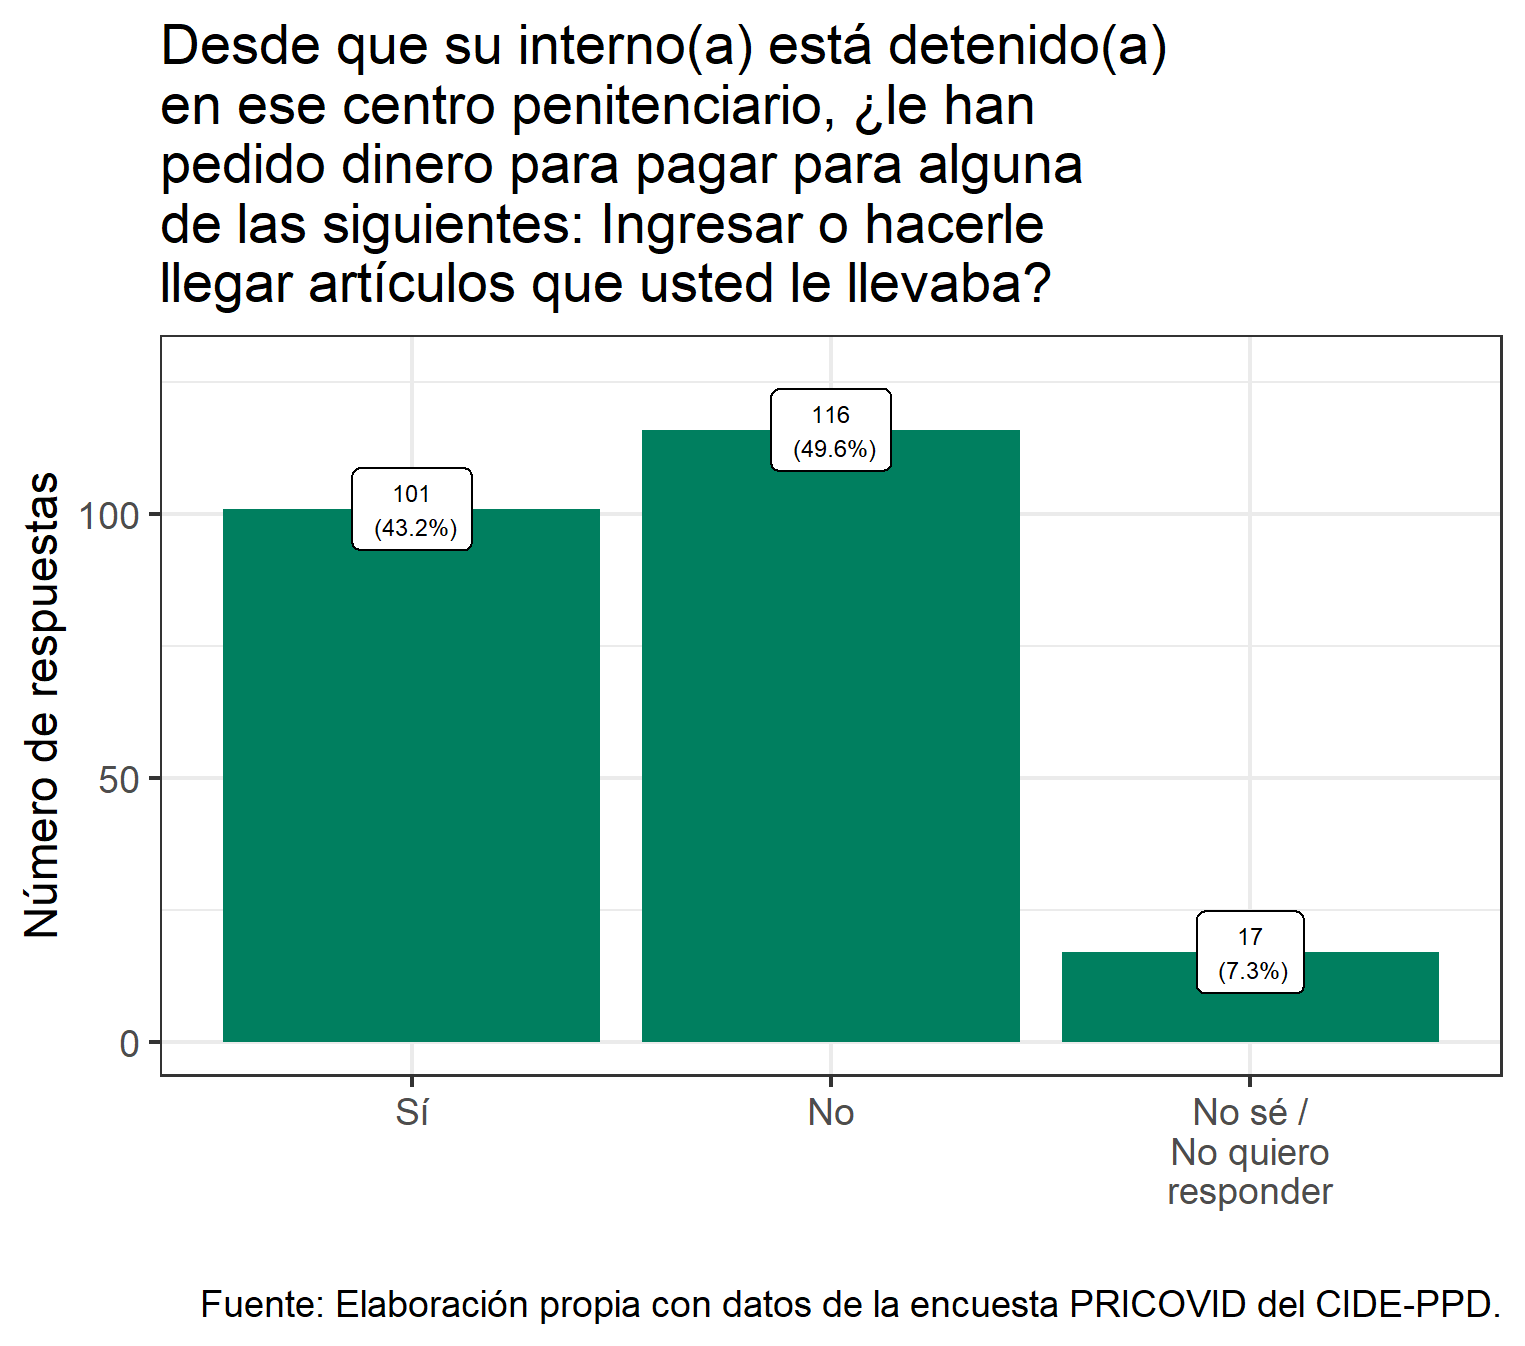 Desde que su interno(a) está detenido(a)
en ese centro penitenciario, ¿le han
pedido dinero para pagar para alguna
de las siguientes: Ingresar o hacerle
llegar artículos que usted le llevaba?
Número de respuestas
100
50
0
101
(43.2%)
116
(49.6%)
17
(7.3%)
Sí
No
No sé /
No quiero
responder
Fuente: Elaboración propia con datos de la encuesta PRICOVID del CIDE-PPD.